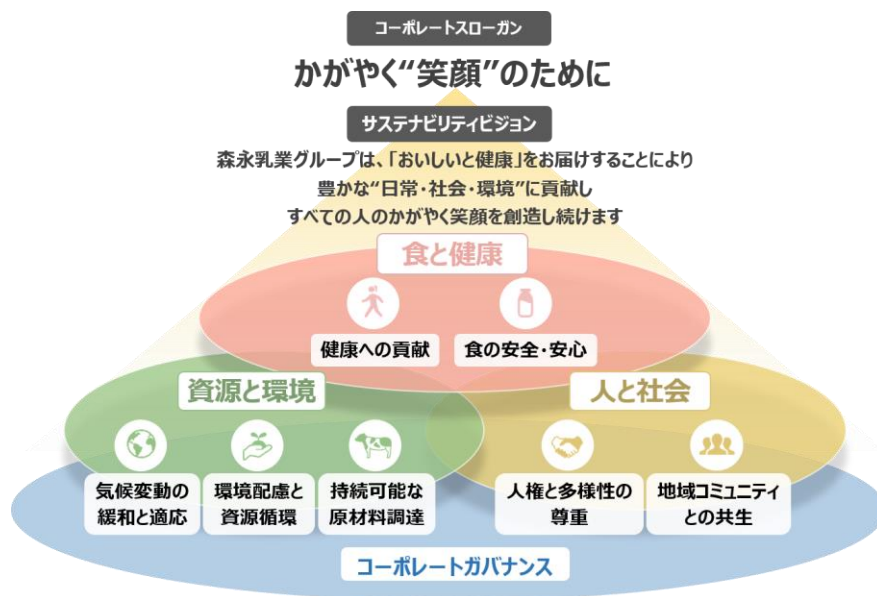 コーポレートスローガン
かがやく“笑顔”のために
サステナビリティビジョン
森永乳業グループは、「おいしいと健康」をお届けすることにより
豊かな“日常・社会・環境”に貢献し
すべての人のかがやく笑顔を創造し続けます
食と健康
健康への貢献
食の安全・安心
資源と環境
気候変動の
緩和と適応
環境配慮と
資源循環
持続可能な
原材料調達
人と社会
人権と多様性の
尊重
地域コミュニティ
との共生
コーポレートガバナンス